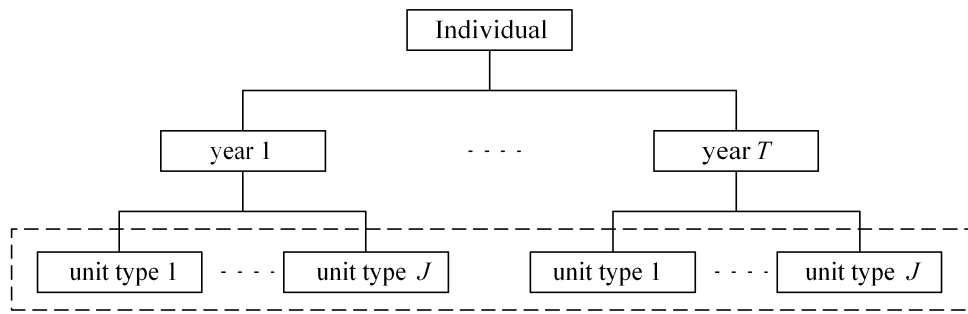 Individual
year 1
year T
unit type 1
unit type J
unit type 1
unit type J